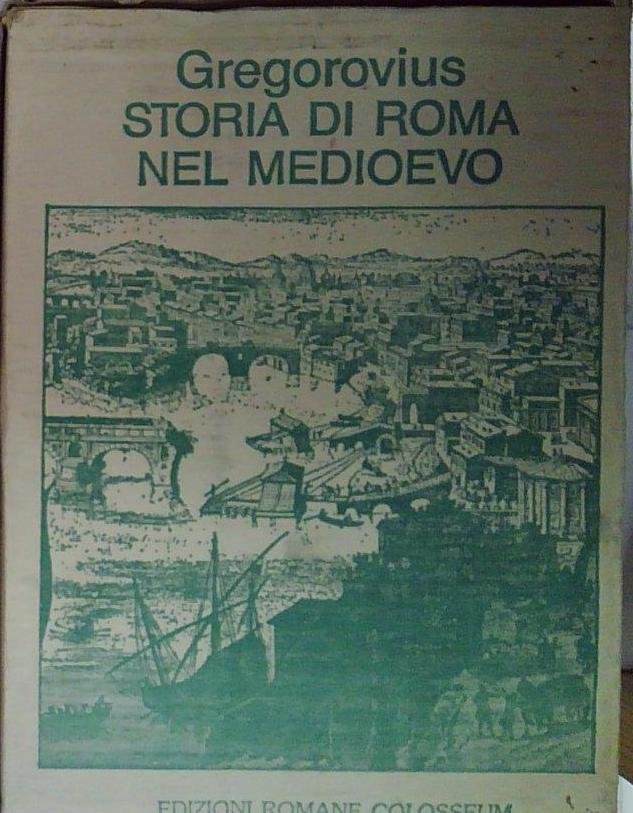 Gregorovius
STORIA DI ROMA
NEL MEDIOEVO
EDIZIONI ROMANE COLOSSEUM